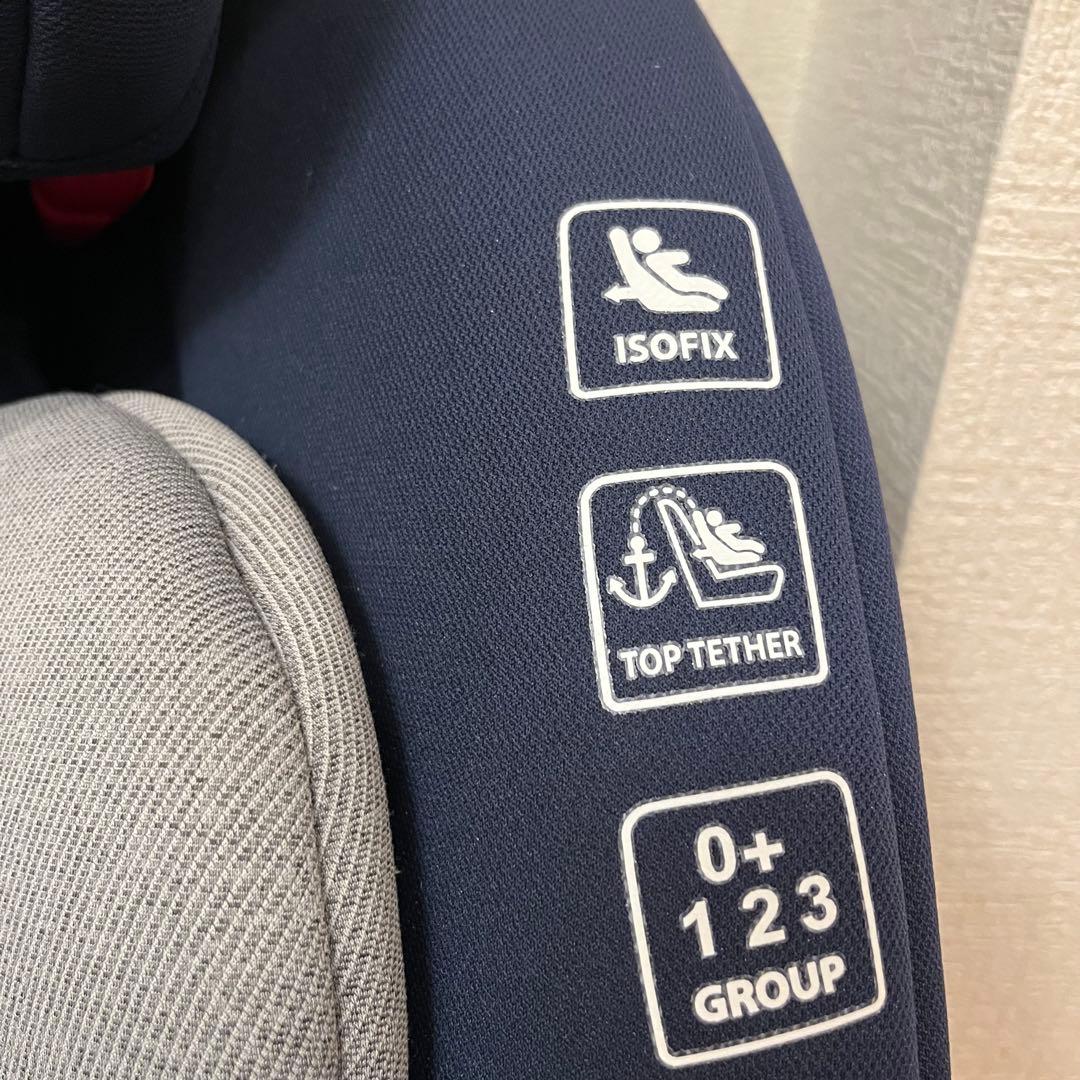 ISOFIX
TOP TETHER
0+
1 2 3
GROUP